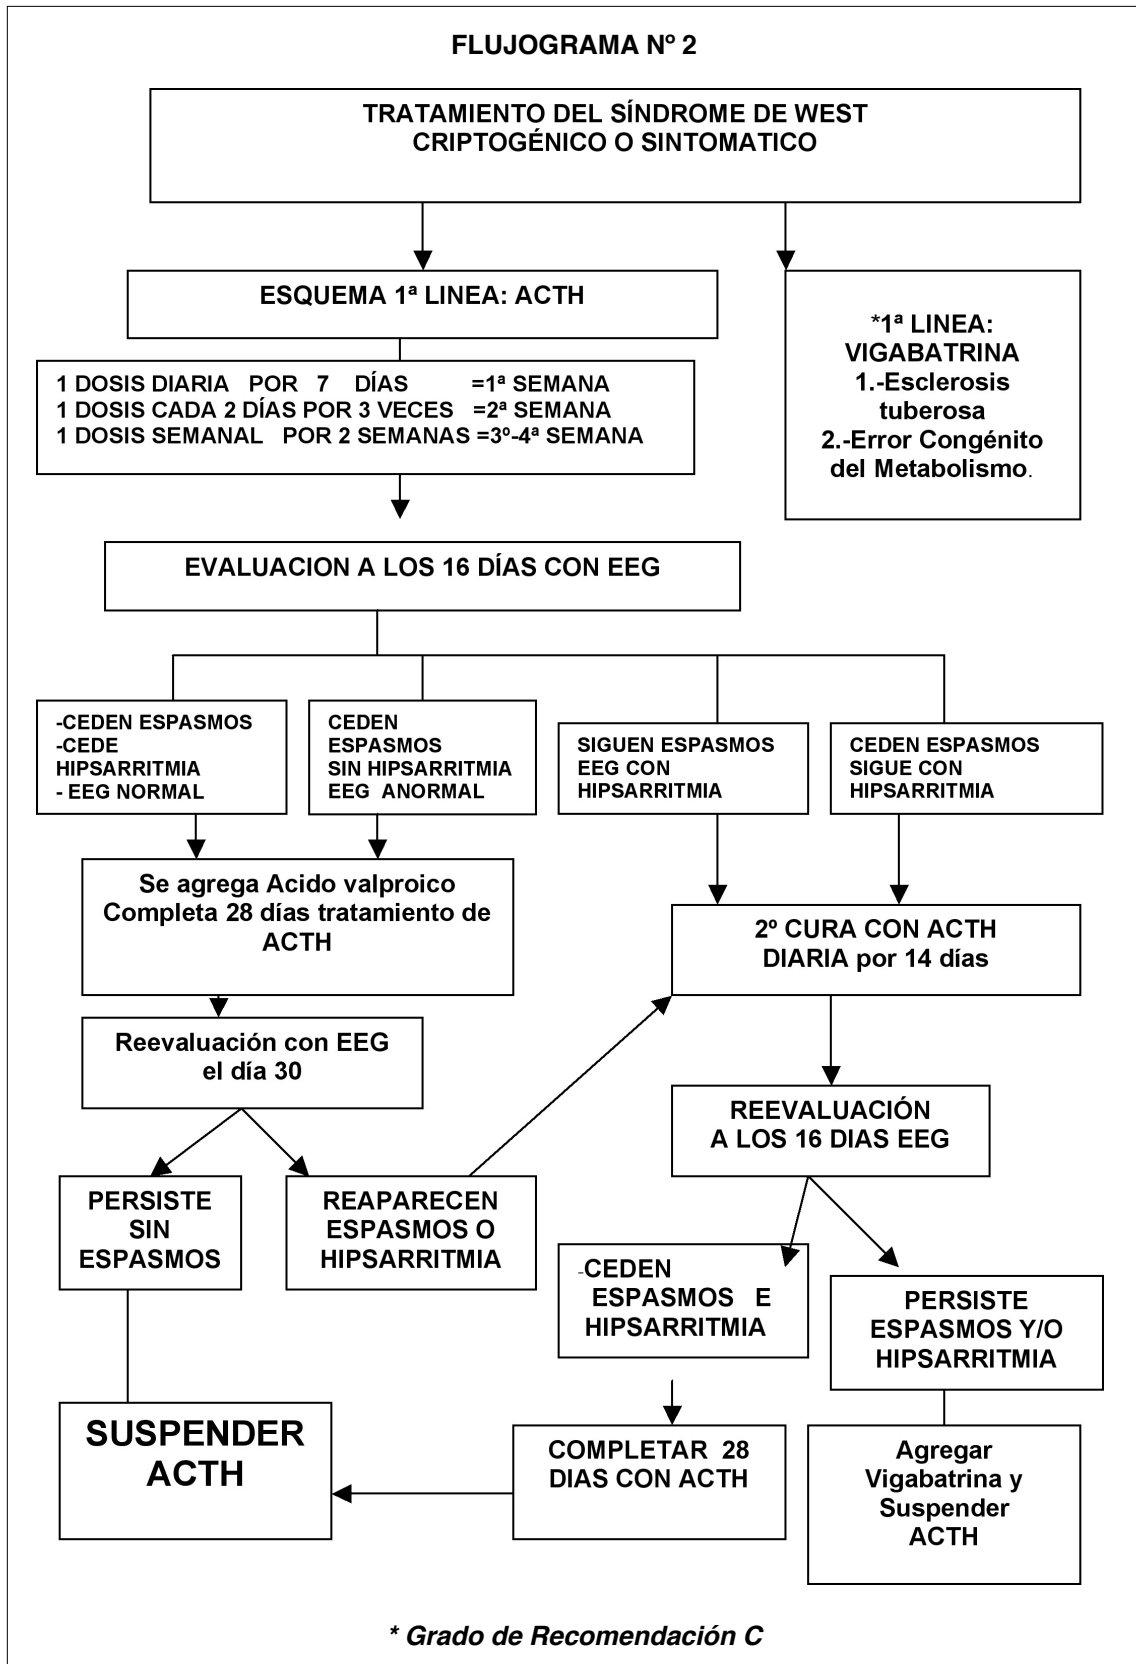 FLUJOGRAMA Nº 2
TRATAMIENTO DEL SÍNDROME DE WEST
CRIPTOGÉNICO O SINTOMATICO
ESQUEMA 1ª LINEA: ACTH
*1ª LINEA:
VIGABATRINA
1.-Esclerosis
tuberosa
2.-Error Congénito
del Metabolismo.
1 DOSIS DIARIA POR 7 DÍAS =1ª SEMANA
1 DOSIS CADA 2 DÍAS POR 3 VECES =2ª SEMANA
1 DOSIS SEMANAL POR 2 SEMANAS =3º-4ª SEMANA
EVALUACION A LOS 16 DÍAS CON EEG
-CEDEN ESPASMOS
-CEDE
HIPSARRITMIA
- EEG NORMAL
CEDEN
ESPASMOS
SIN HIPSARRITMIA
EEG ANORMAL
SIGUEN ESPASMOS
EEG CON
HIPSARRITMIA
CEDEN ESPASMOS
SIGUE CON
HIPSARRITMIA
Se agrega Acido valproico
Completa 28 días tratamiento de
ACTH
2º CURA CON ACTH
DIARIA por 14 días
Reevaluación con EEG
el día 30
REEVALUACIÓN
A LOS 16 DIAS EEG
PERSISTE
SIN
ESPASMOS
REAPARECEN
ESPASMOS O
HIPSARRITMIA
-CEDEN
ESPASMOS E
HIPSARRITMIA
PERSISTE
ESPASMOS Y/O
HIPSARRITMIA
SUSPENDER
ACTH
COMPLETAR 28
DIAS CON ACTH
Agregar
Vigabatrina y
Suspender
ACTH
* Grado de Recomendación C